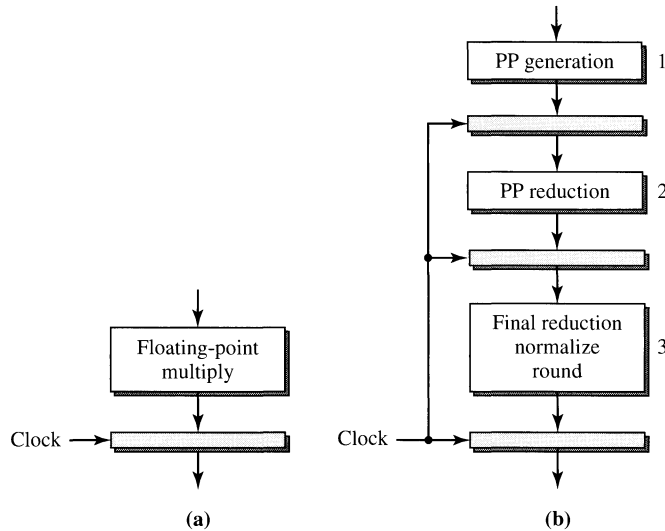 Floating-point
multiply
Clock
(a)
PP generation
1
PP reduction
2
Final reduction
normalize
round
3
Clock
(b)